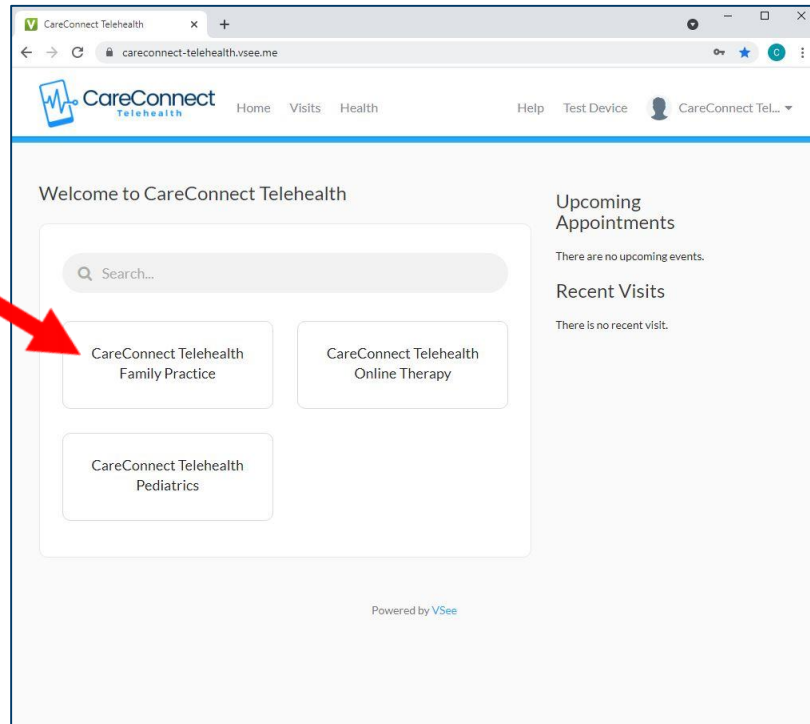 CareConnect Telehealth
careconnect-telehealth.vsee.me
C
CareConnect
Telehealth
Home Visits Health Help Test Device CareConnect Tel...
Welcome to CareConnect Telehealth
Search...
CareConnect Telehealth
Family Practice
CareConnect Telehealth
Online Therapy
CareConnect Telehealth
Pediatrics
Upcoming
Appointments
There are no upcoming events.
Recent Visits
There is no recent visit.
Powered by VSee